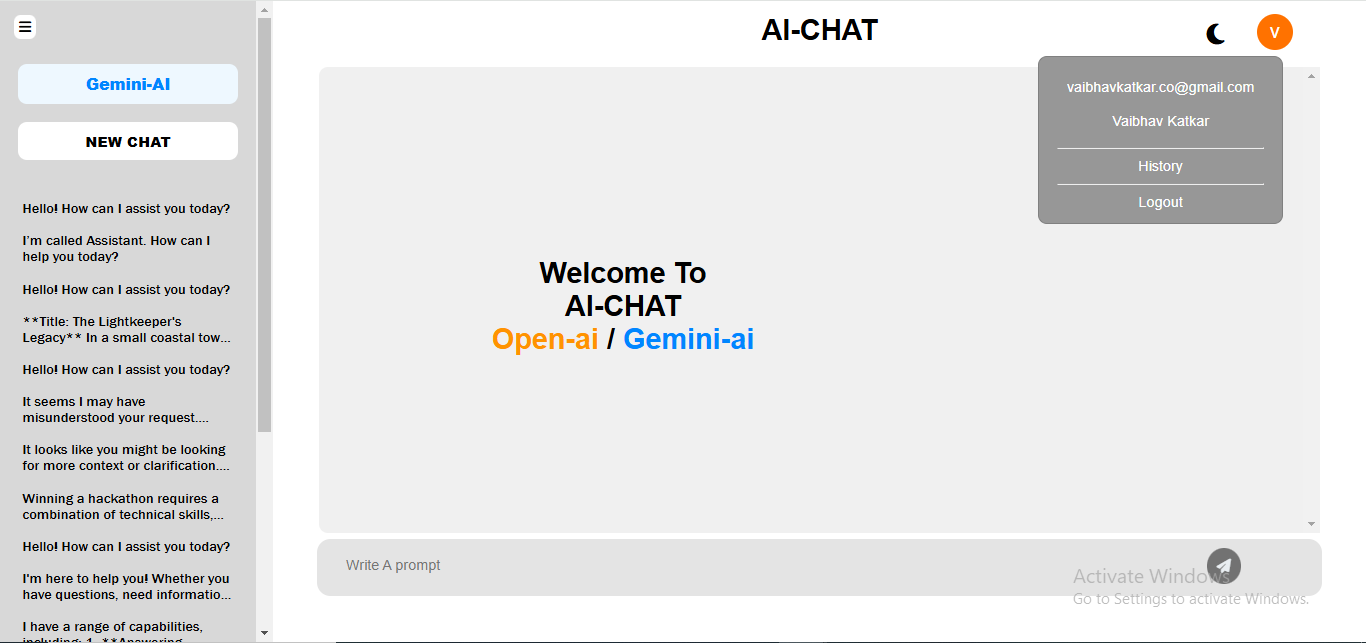 AI-CHAT
V
Gemini-AI
NEW CHAT
Hello! How can I assist you today?
I'm called Assistant. How can I
help you today?
Hello! How can I assist you today?
**Title: The Lightkeeper's
Legacy** In a small coastal tow...
Hello! How can I assist you today?
It seems I may have
misunderstood your request....
It looks like you might be looking
for more context or clarification....
Winning a hackathon requires a
combination of technical skills,...
Hello! How can I assist you today?
I'm here to help you! Whether you
have questions, need informatio...
I have a range of capabilities,
including: 1. **Answering
vaibhavkatkar.co@gmail.com
Vaibhav Katkar
History
Logout
Welcome To
AI-CHAT
Open-ai / Gemini-ai
Write A prompt
Activate Windows
Go to Settings to activate Windows.